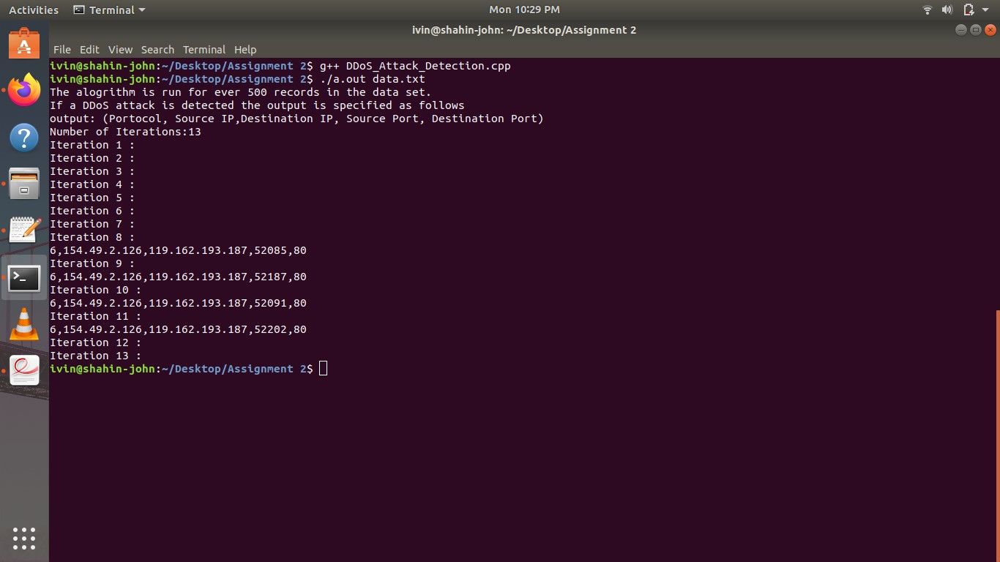 Activities Terminal Mon 10:29 PM
ivin@shahin-john: ~/Desktop/Assignment 2
File Edit View Search Terminal Help
ivin@shahin-john:~/Desktop/Assignment 2$ g++ DDoS_Attack_Detection.cpp
ivin@shahin-john:~/Desktop/Assignment 2$ ./a.out data.txt
The alogrithm is run for ever 500 records in the data set.
If a DDoS attack is detected the output is specified as follows
output: (Portocol, Source IP,Destination IP, Source Port, Destination Port)
Number of Iterations:13
Iteration 1 :
Iteration 2 :
Iteration 3 :
Iteration 4 :
Iteration 5 :
Iteration 6 :
Iteration 7 :
Iteration 8 :
6,154.49.2.126,119.162.193.187,52085,80
Iteration 9 :
6,154.49.2.126,119.162.193.187,52187,80
Iteration 10 :
6,154.49.2.126,119.162.193.187,52091,80
Iteration 11 :
6,154.49.2.126,119.162.193.187,52202,80
Iteration 12 :
Iteration 13 :
ivin@shahin-john:~/Desktop/Assignment 2$